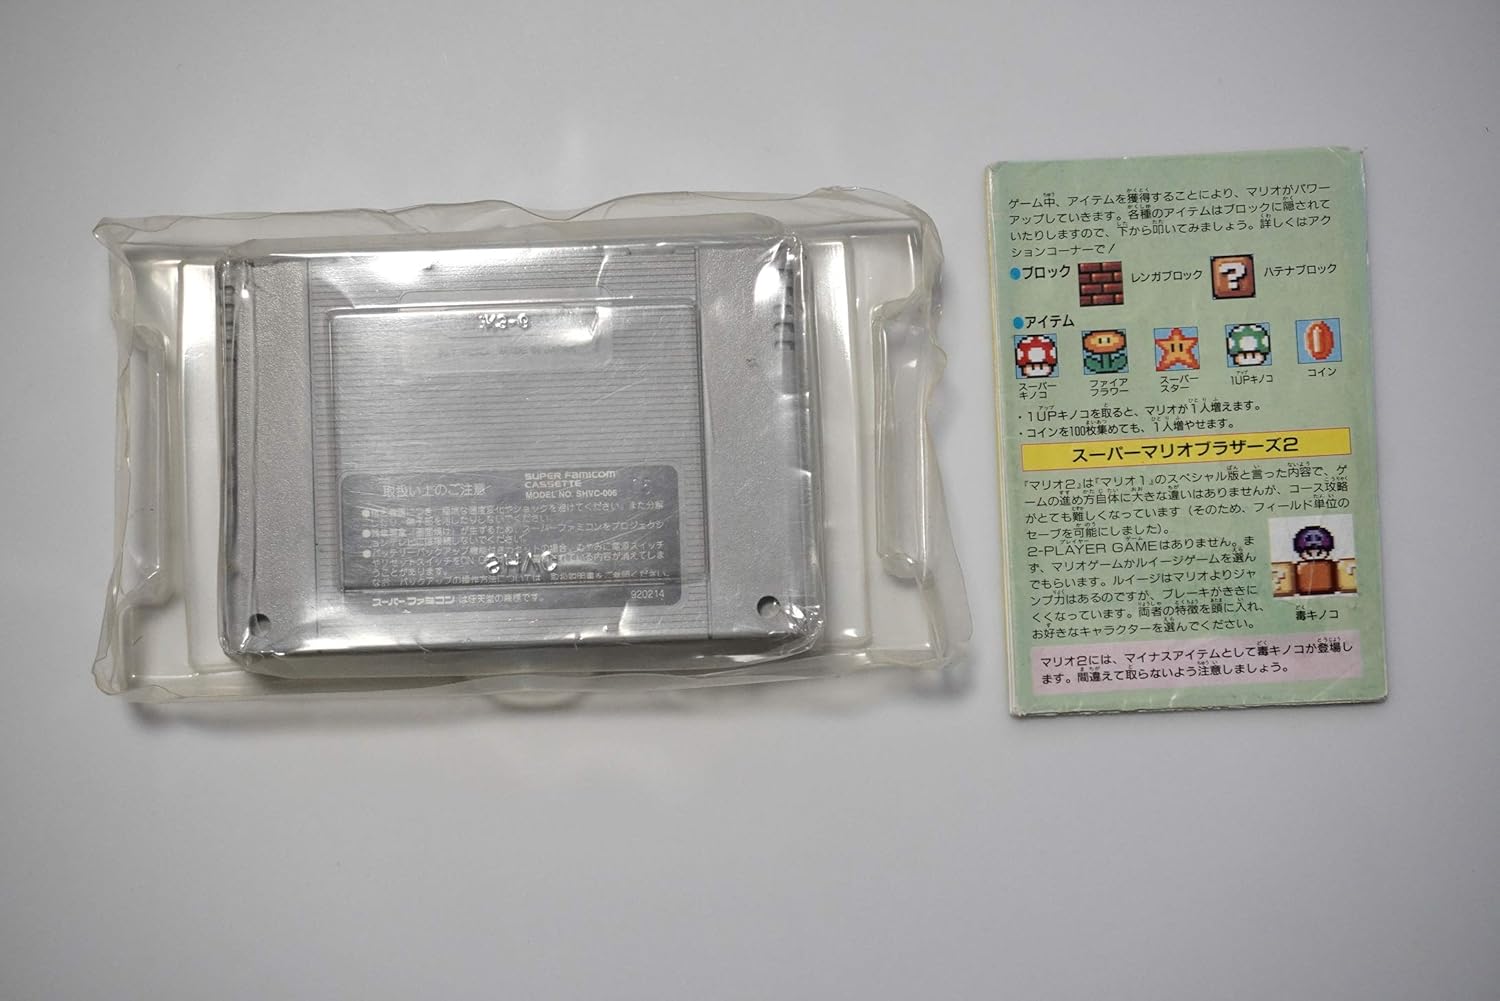 SUPER FAMICOM
CASSETTE
MODEL NO. SHVC-006
取扱い上のご注意
SHVC
スーパーファミコンは任天堂の商標です。
920214
ゲーム中、アイテムを獲得することにより、マリオがパワー
アップしていきます。各種のアイテムはブロックに隠されて
いたりしますので、下から叩いてみましょう。詳しくはアク
ションコーナーで!
●ブロック
レンガブロック
ハテナブロック
●アイテム
スーパー
キノコ
ファイア
フラワー
スーパー
スター
1UPキノコ
コイン
・1UPキノコを取ると、マリオが1人増えます。
・コインを100枚集めても、1人増やせます。
スーパーマリオブラザーズ2
『マリオ2』は『マリオ1』のスペシャル版と言った内容で、ゲ
ームの進め方自体に大きな違いはありませんが、コース攻略
がとても難しくなっています(そのため、フィールド単位の
セーブを可能にしました)。
2-PLAYER GAMEはありません。ま
ず、マリオゲームかルイージゲームを選ん
でもらいます。ルイージはマリオよりジャ
ンプ力はあるのですが、ブレーキがききに
くくなっています。両者の特徴を頭に入れ、
お好きなキャラクターを選んでください。
毒キノコ
マリオ2には、マイナスアイテムとして毒キノコが登場し
ます。間違えて取らないよう注意しましょう。